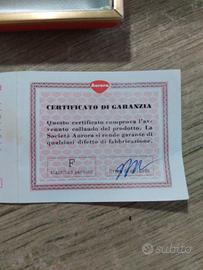 Aurora
CERTIFICATO DI GARANZIA
Questo certificato comprova l'av-
venuto collaudo del prodotto. La
Società Aurora si rende garante di
qualsiasi difetto di fabbricazione.
F
subito